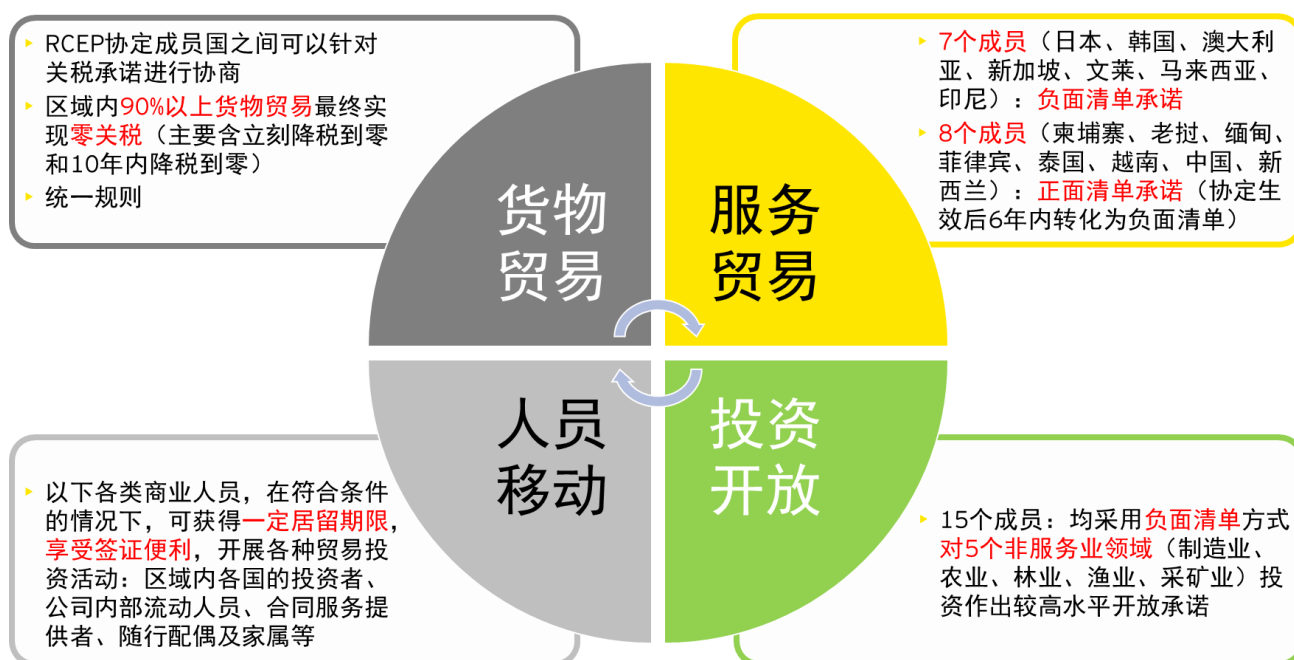 RCEP协定成员国之间可以针对
关税承诺进行协商
区域内90%以上货物贸易最终实
现零关税（主要含立刻降税到零
和10年内降税到零）
统一规则
7个成员（日本、韩国、澳大利
亚、新加坡、文莱、马来西亚、
印尼）：负面清单承诺
8个成员（柬埔寨、老挝、缅甸、
菲律宾、泰国、越南、中国、新
西兰）：正面清单承诺（协定生
效后6年内转化为负面清单）
货物
贸易
服务
贸易
人员
移动
投资
开放
以下各类商业人员，在符合条件
的情况下，可获得一定居留期限，
享受签证便利，开展各种贸易投
资活动：区域内各国的投资者、
公司内部流动人员、合同服务提
供者、随行配偶及家属等
15个成员：均采用负面清单方式
对5个非服务业领域（制造业、
农业、林业、渔业、采矿业）投
资作出较高水平开放承诺